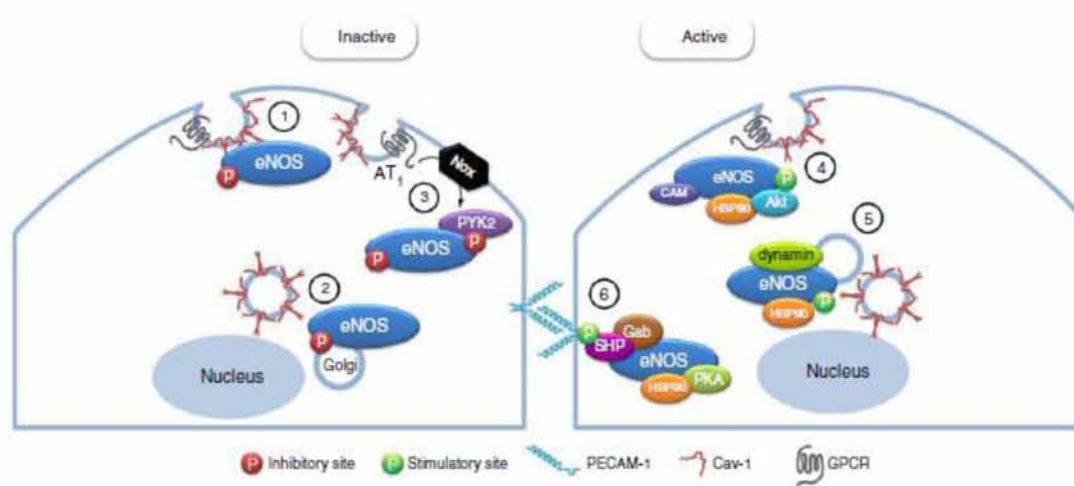 Inactive
Active
1
eNOS
P
AT1
Nox
3
PYK2
eNOS
P
P
2
eNOS
P
Golgi
Nucleus
4
eNOS
P
CAM
HSP90
Akt
5
dynamin
eNOS
HSP90
P
6
P
Gab
SHP
eNOS
HSP90
PKA
Nucleus
P Inhibitory site P Stimulatory site PECAM-1 Cav-1 GPCR